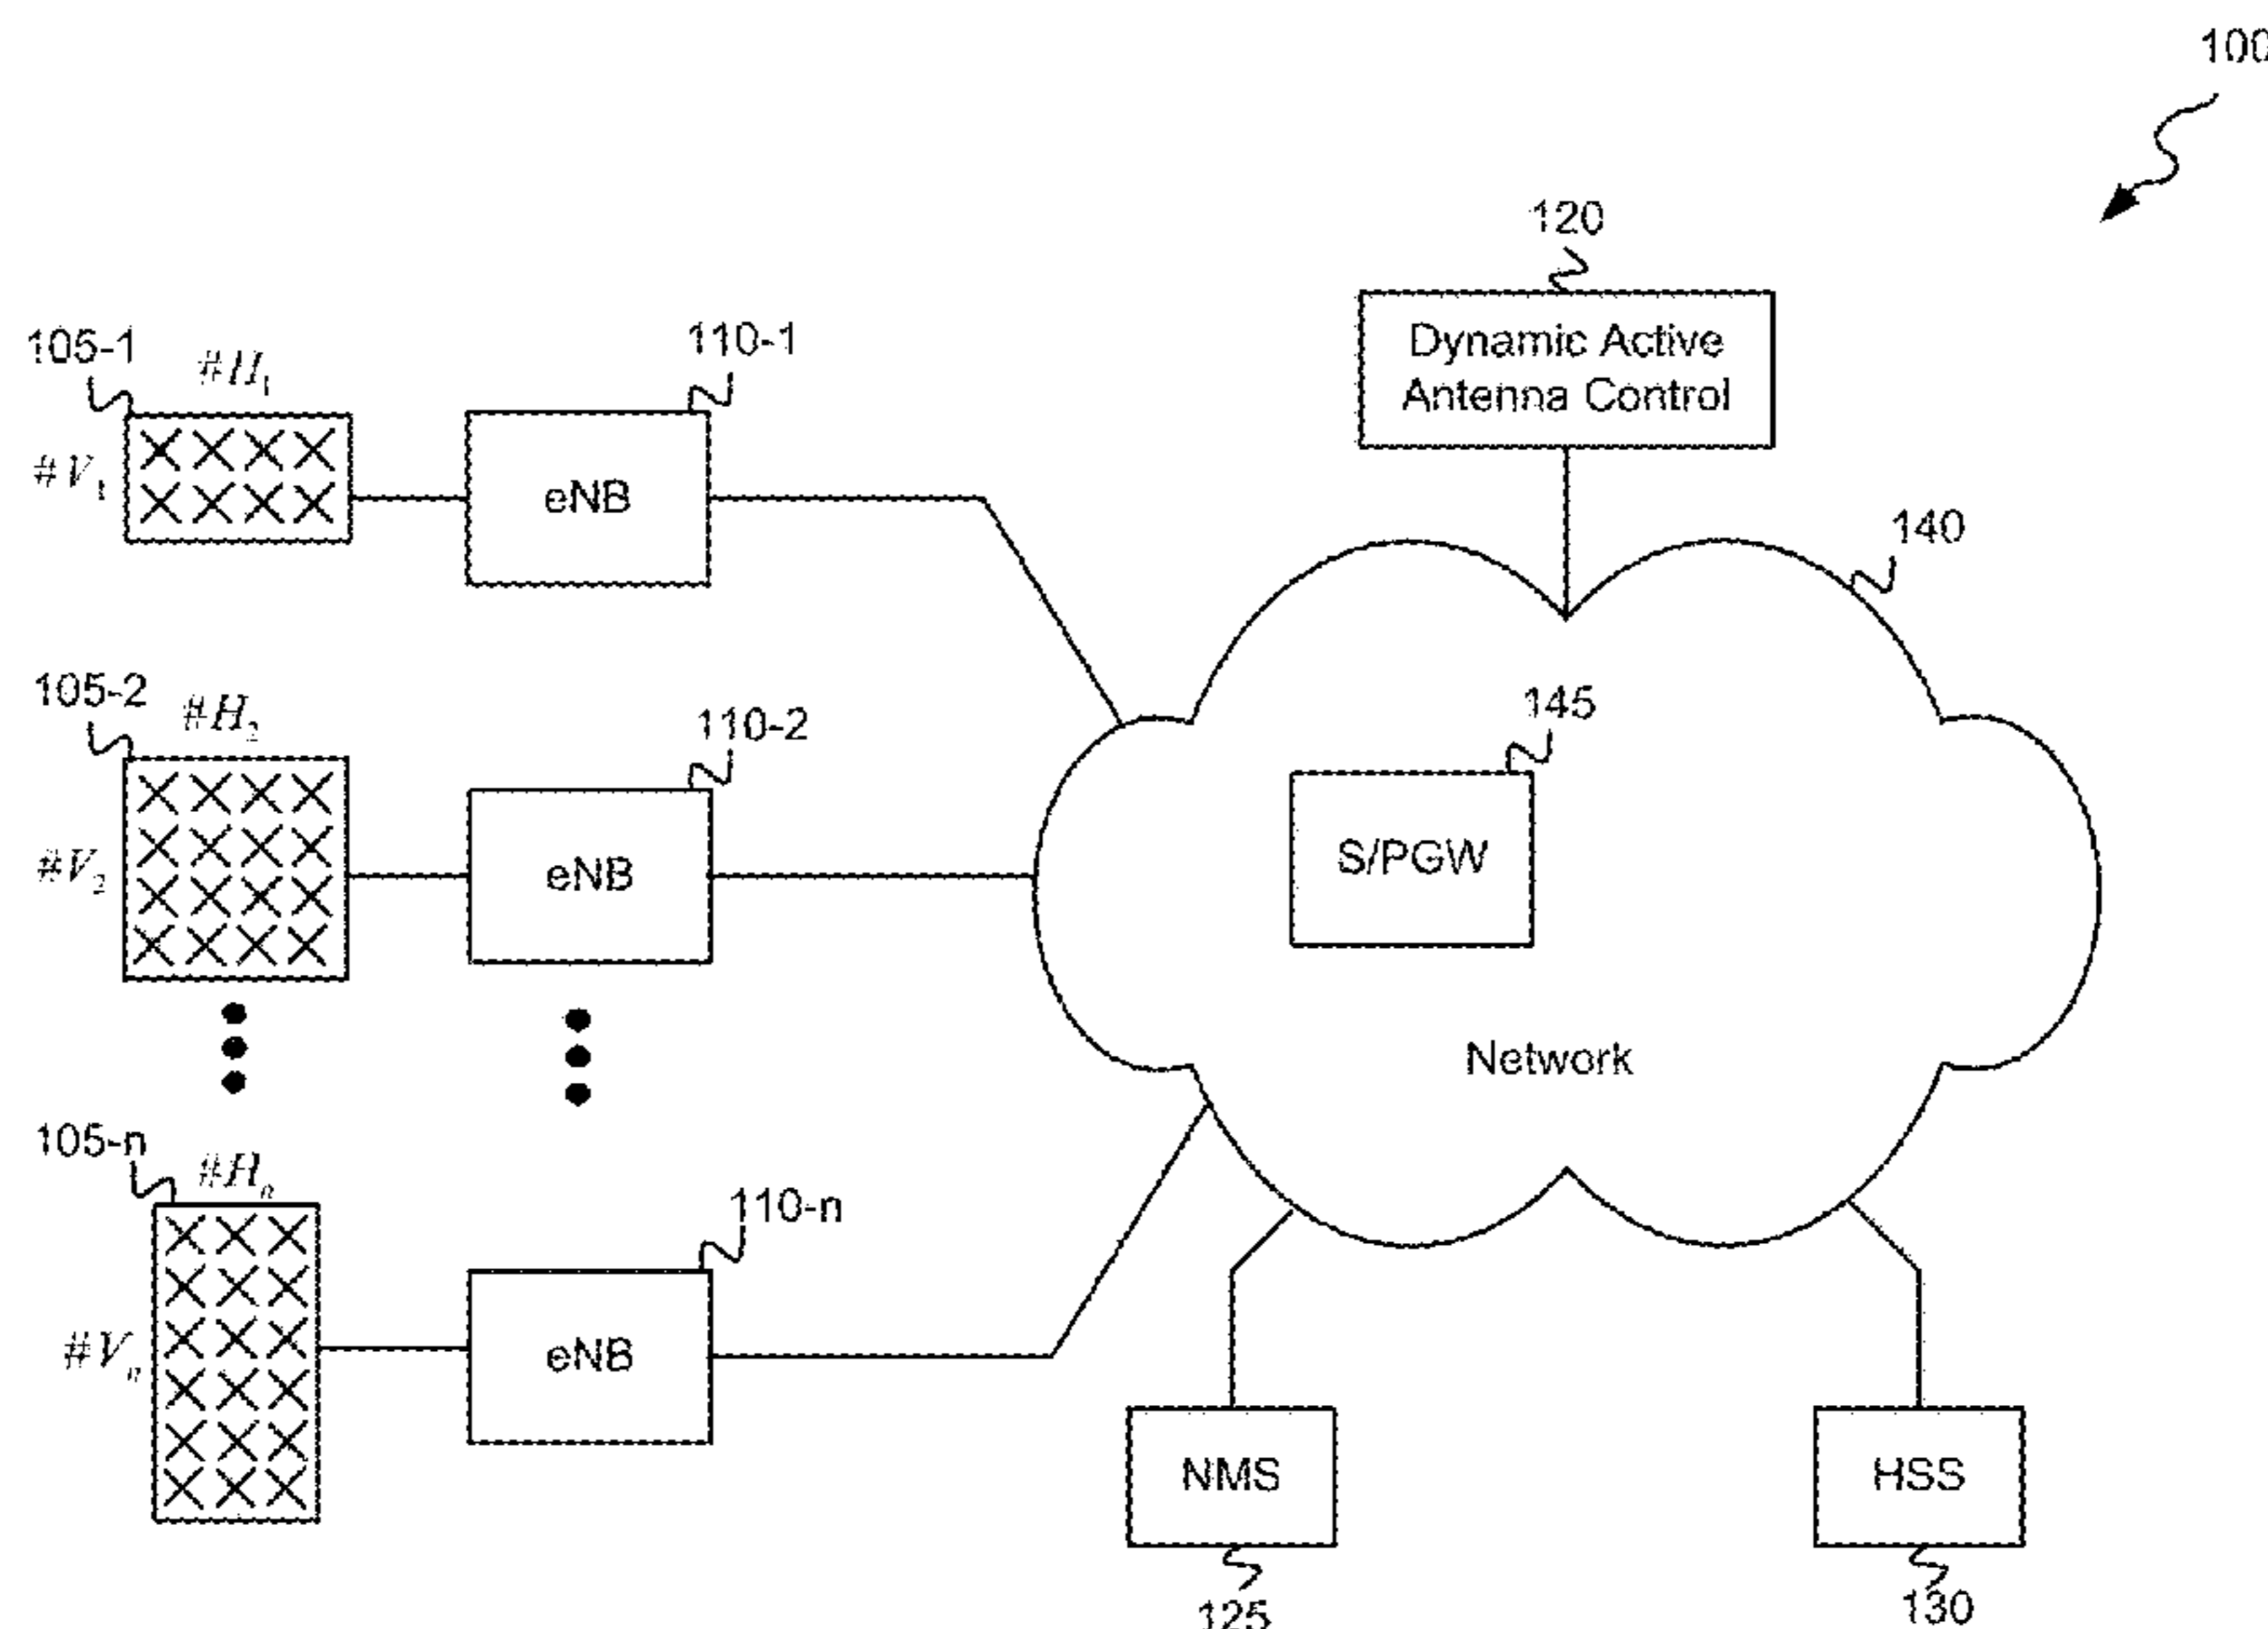 100
120
Dynamic Active
Antenna Control
105-1
#H₁
110-1
#V₁
eNB
140
105-2
#H₂
110-2
145
#V₂
eNB
S/PGW
Network
105-n
#Hₙ
110-n
#Vₙ
eNB
NMS
HSS
125
130